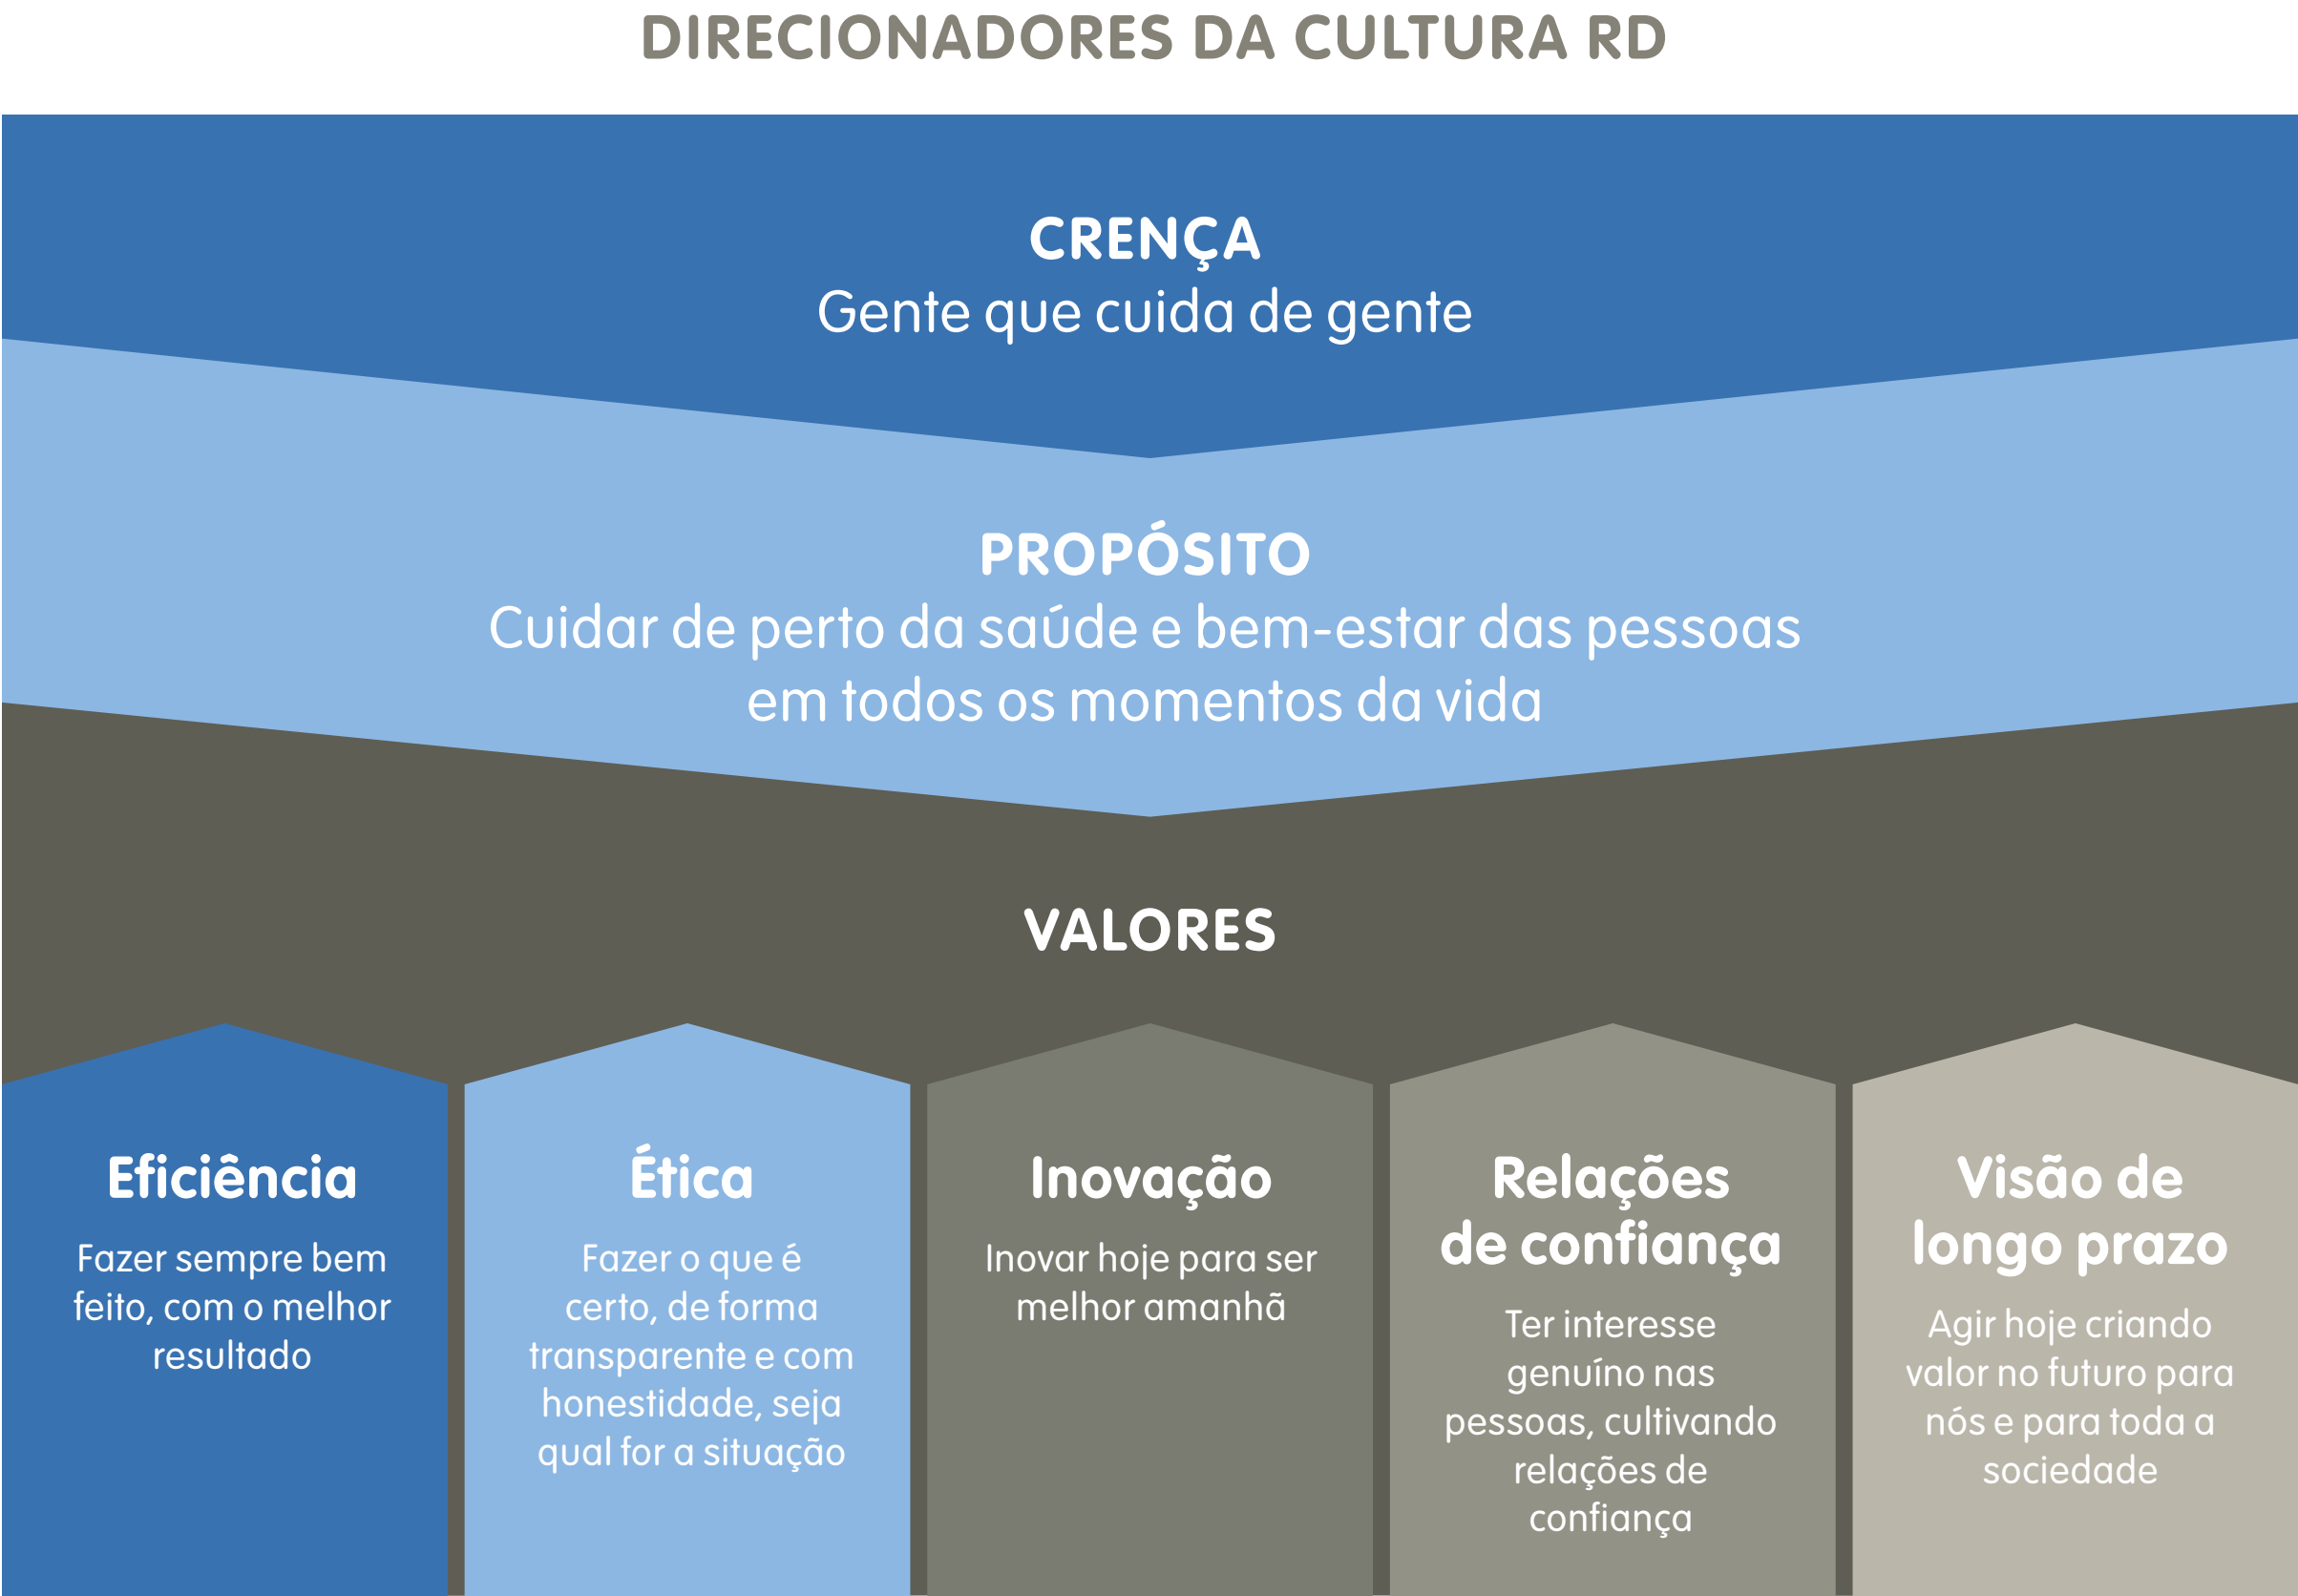 DIRECIONADORES DA CULTURA RD
CRENÇA
Gente que cuida de gente
PROPÓSITO
Cuidar de perto da saúde e bem-estar das pessoas
em todos os momentos da vida
VALORES
Eficiência
Fazer sempre bem
feito, com o melhor
resultado
Ética
Fazer o que é
certo, de forma
transparente e com
honestidade, seja
qual for a situação
Inovação
Inovar hoje para ser
melhor amanhã
Relações
de confiança
Ter interesse
genuíno nas
pessoas, cultivando
relações de
confiança
Visão de
longo prazo
Agir hoje criando
valor no futuro para
nós e para toda a
sociedade